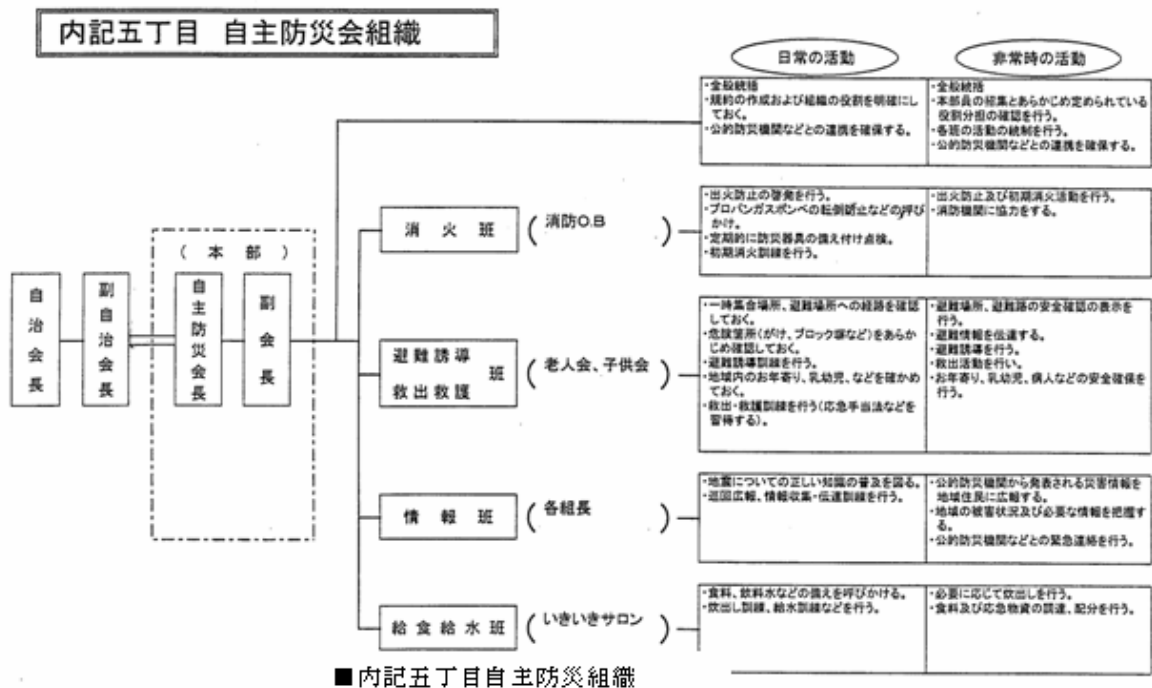 内記五丁目 自主防災会組織
日常の活動
非常時の活動
・全般統括
・規約の作成および組織の役割を明確にし
ておく。
・公的防災機関などとの連携を確保する。
・全般統括
・本部員の招集とあらかじめ定められている
役割分担の確認を行う。
・各班の活動の統制を行う。
・公的防災機関などとの連携を確保する。
(本部)
自治会長
副自治会長
自主防災会長
副会長
消火班
(消防O.B)
・出火防止の啓発を行う。
・プロパンガスボンベの転倒防止などの呼び
かけ。
・定期的に防災器具の備え付け点検。
・初期消火訓練を行う。
・出火防止及び初期消火活動を行う。
・消防機関に協力をする。
避難誘導
救出救護
班
(老人会、子供会)
・一時集合場所、避難場所への経路を確認
しておく。
・危険箇所(がけ、ブロック塀など)をあらか
じめ確認しておく。
・避難誘導訓練を行う。
・地域内のお年寄り、乳幼児、などを確かめ
ておく。
・救出・救護訓練を行う(応急手当法などを
習得する)。
・避難場所、避難路の安全確認の表示を
行う。
・避難情報を伝達する。
・避難誘導を行う。
・救出活動を行い。
・お年寄り、乳幼児、病人などの安全確保を
行う。
情報班
(各組長)
・地震についての正しい知識の普及を図る。
・巡回広報、情報収集・伝達訓練を行う。
・公的防災機関から発表される災害情報を
地域住民に広報する。
・地域の被害状況及び必要な情報を把握す
る。
・公的防災機関などとの緊急連絡を行う。
給食給水班
(いきいきサロン)
・食料、飲料水などの備えを呼びかける。
・炊出し訓練、給水訓練などを行う。
・必要に応じて炊出しを行う。
・食料及び応急物資の調達、配分を行う。
■内記五丁目自主防災組織